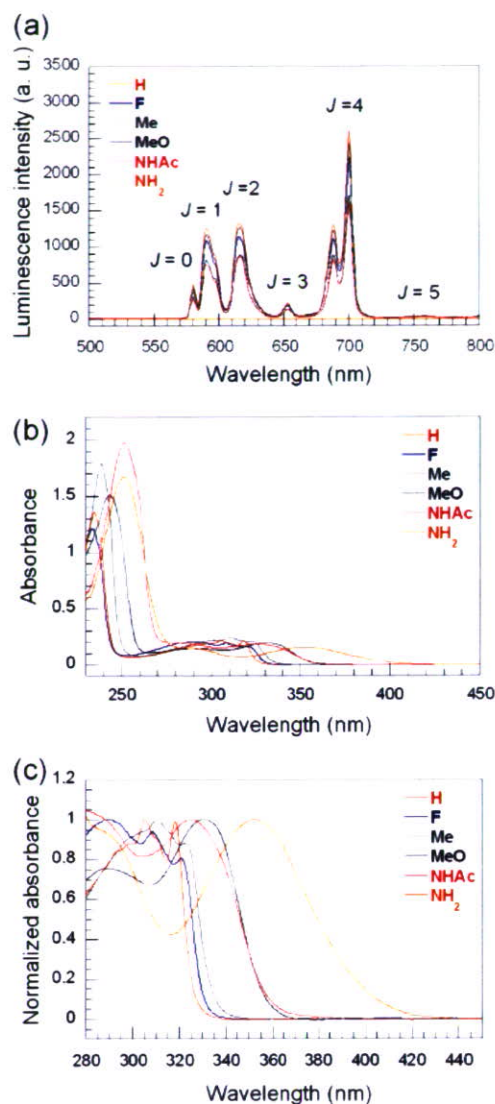 (a)
Luminescence intensity (a. u.)
3500
3000
2500
2000
1500
1000
500
0
H
F
Me
MeO
NHAc
NH₂
J = 0
J = 1
J = 2
J = 3
J = 4
J = 5
500 550 600 650 700 750 800
Wavelength (nm)
(b)
Absorbance
2
1.5
1
0.5
0
H
F
Me
MeO
NHAc
NH₂
250 300 350 400 450
Wavelength (nm)
(c)
Normalized absorbance
1.2
1
0.8
0.6
0.4
0.2
0
H
F
Me
MeO
NHAc
NH₂
280 300 320 340 360 380 400 420 440
Wavelength (nm)